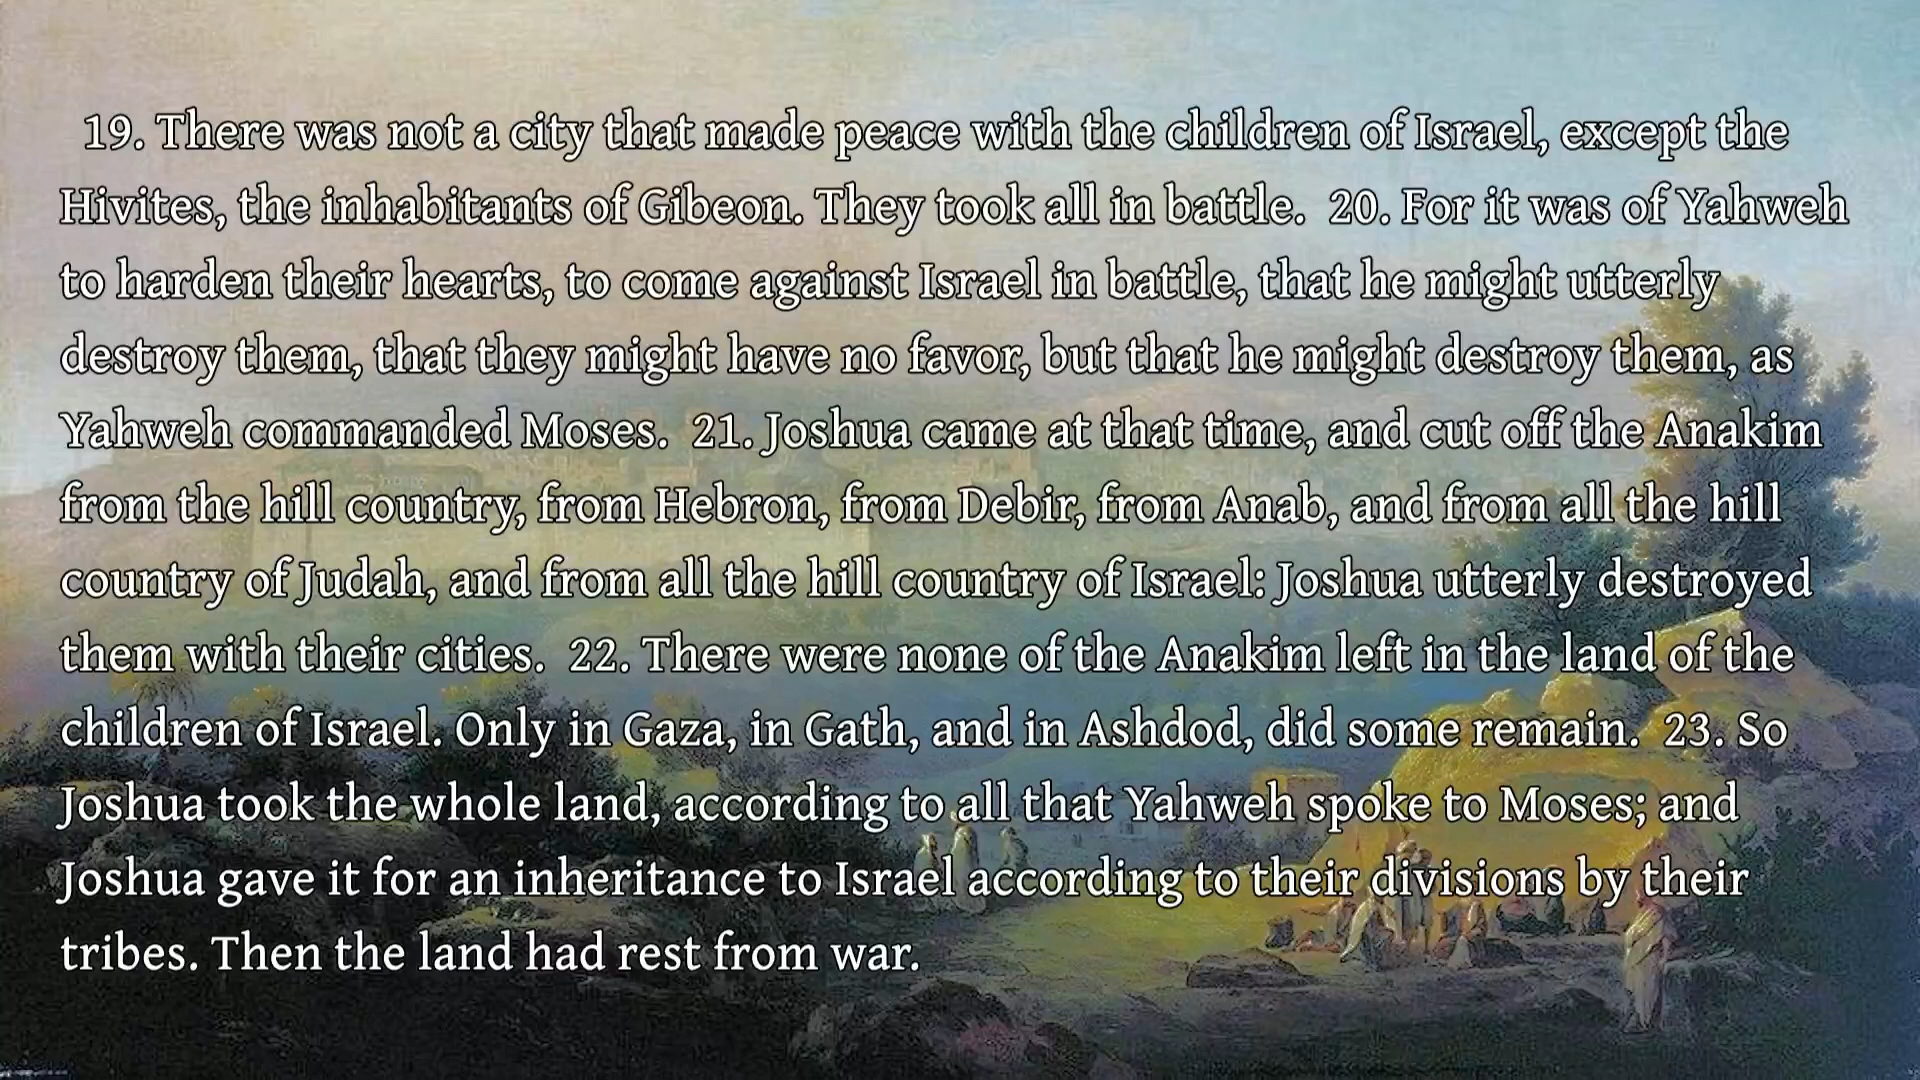 19. There was not a city that made peace with the children of Israel, except the
Hivites, the inhabitants of Gibeon. They took all in battle.  20. For it was of Yahweh
to harden their hearts, to come against Israel in battle, that he might utterly
destroy them, that they might have no favor, but that he might destroy them, as
Yahweh commanded Moses.  21. Joshua came at that time, and cut off the Anakim
from the hill country, from Hebron, from Debir, from Anab, and from all the hill
country of Judah, and from all the hill country of Israel: Joshua utterly destroyed
them with their cities.  22. There were none of the Anakim left in the land of the
children of Israel. Only in Gaza, in Gath, and in Ashdod, did some remain.  23. So
Joshua took the whole land, according to all that Yahweh spoke to Moses; and
Joshua gave it for an inheritance to Israel according to their divisions by their
tribes. Then the land had rest from war.